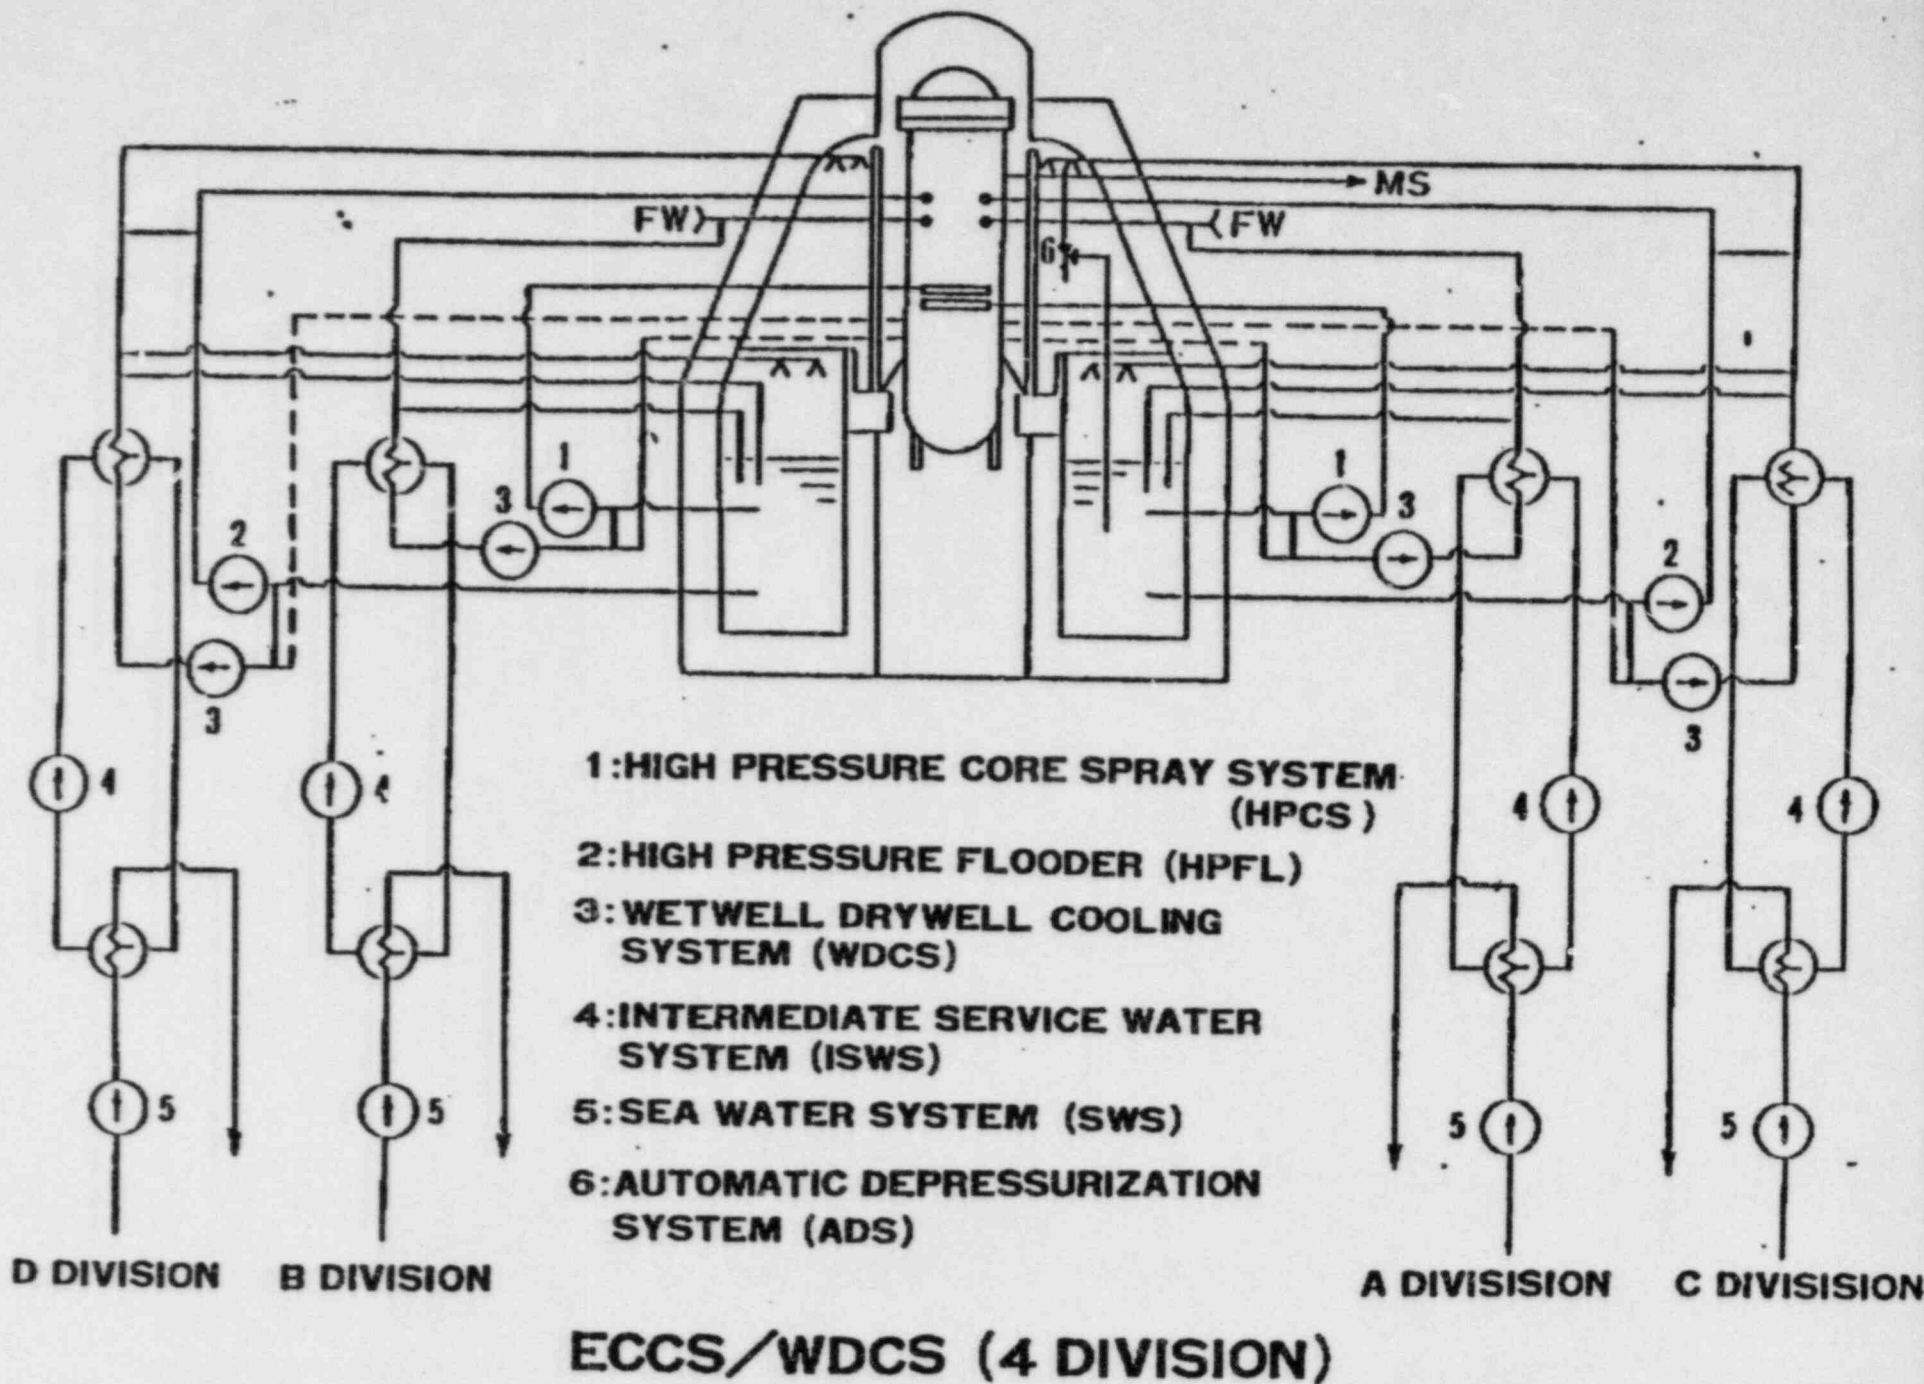 MS
FW FW
6
1 1
3 3
2 2
3 3
4 4 4 4
1:HIGH PRESSURE CORE SPRAY SYSTEM
(HPCS)
2:HIGH PRESSURE FLOODER (HPFL)
3:WETWELL DRYWELL COOLING
SYSTEM (WDCS)
4:INTERMEDIATE SERVICE WATER
SYSTEM (ISWS)
5:SEA WATER SYSTEM (SWS)
5 5 5 5
6:AUTOMATIC DEPRESSURIZATION
SYSTEM (ADS)
D DIVISION B DIVISION A DIVISISION C DIVISISION
ECCS/WDCS (4 DIVISION)